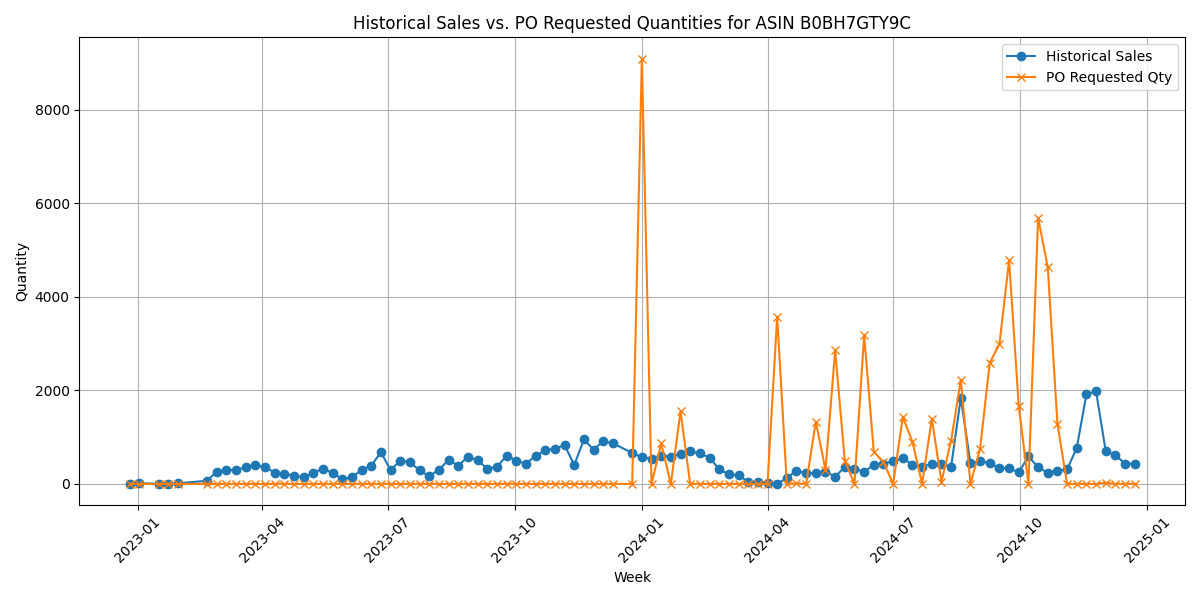 Historical Sales vs. PO Requested Quantities for ASIN B0BH7GTY9C
Historical Sales
PO Requested Qty
Quantity
8000
6000
4000
2000
0
2023-01
2023-04
2023-07
2023-10
2024-01
2024-04
2024-07
2024-10
2025-01
Week